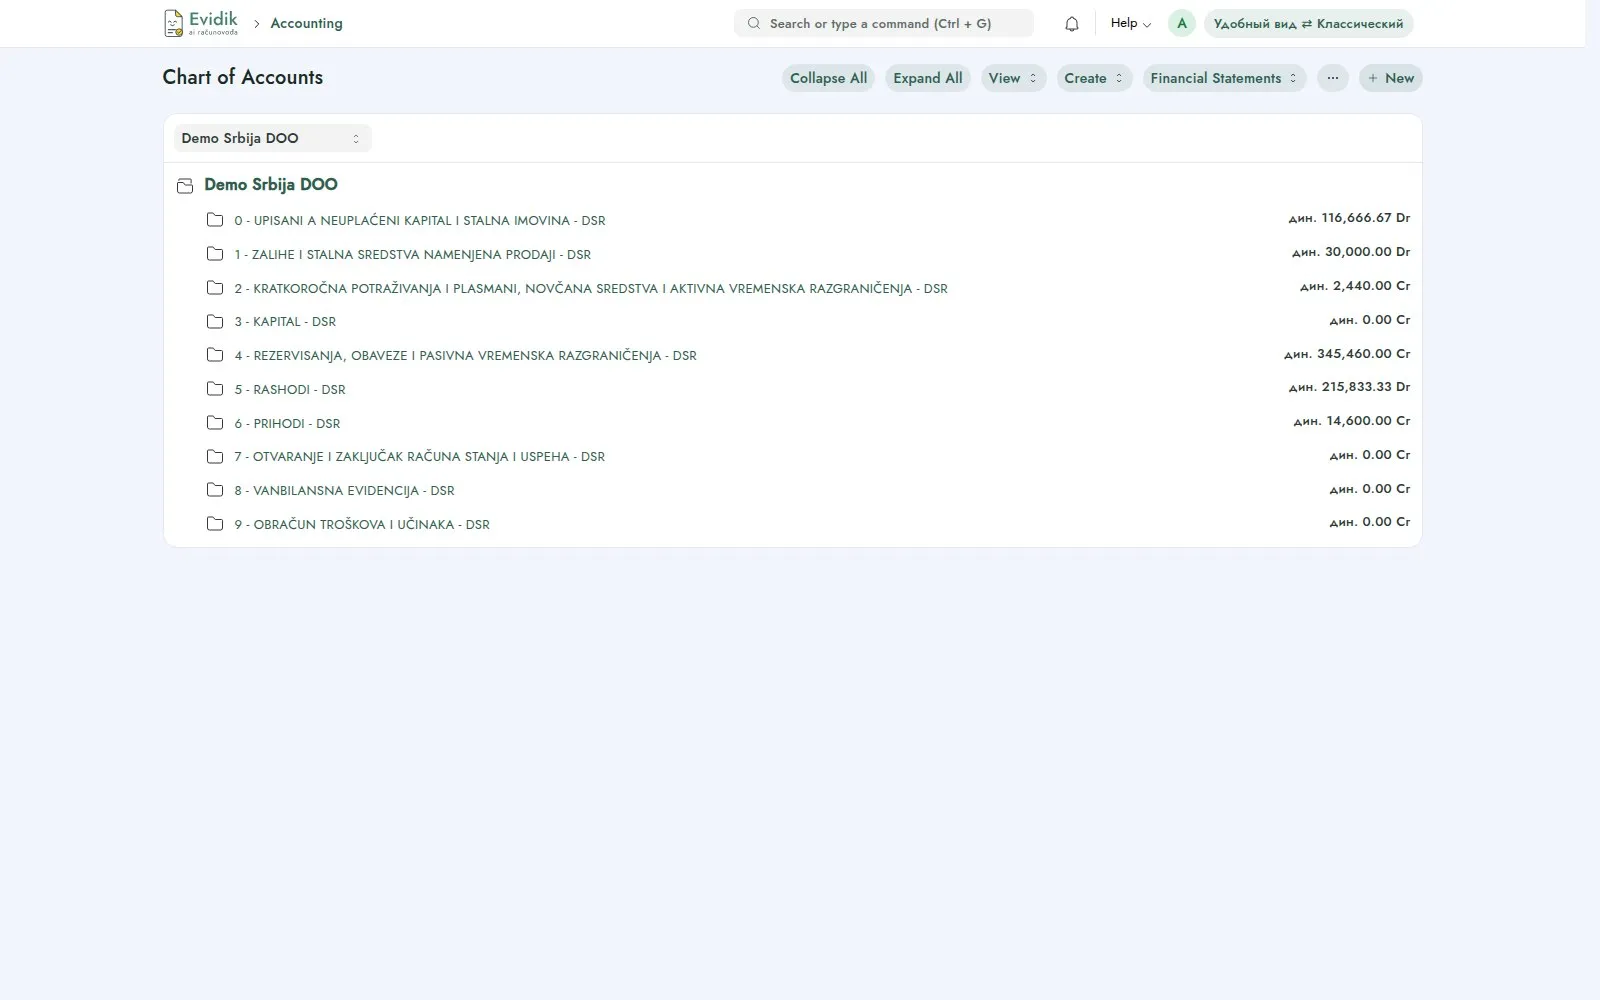 Evidik
ai računovođa
Accounting
Search or type a command (Ctrl + G)
Help
A
Удобный вид ⇄ Классический
Chart of Accounts
Collapse All
Expand All
View
Create
Financial Statements
···
+ New
Demo Srbija DOO
Demo Srbija DOO
0 - UPISANI A NEUPLAĆENI KAPITAL I STALNA IMOVINA - DSR дин. 116,666.67 Dr
1 - ZALIHE I STALNA SREDSTVA NAMENJENA PRODAJI - DSR дин. 30,000.00 Dr
2 - KRATKOROČNA POTRAŽIVANJA I PLASMANI, NOVČANA SREDSTVA I AKTIVNA VREMENSKA RAZGRANIČENJA - DSR дин. 2,440.00 Cr
3 - KAPITAL - DSR дин. 0.00 Cr
4 - REZERVISANJA, OBAVEZE I PASIVNA VREMENSKA RAZGRANIČENJA - DSR дин. 345,460.00 Cr
5 - RASHODI - DSR дин. 215,833.33 Dr
6 - PRIHODI - DSR дин. 14,600.00 Cr
7 - OTVARANJE I ZAKLJUČAK RAČUNA STANJA I USPEHA - DSR дин. 0.00 Cr
8 - VANBILANSNA EVIDENCIJA - DSR дин. 0.00 Cr
9 - OBRAČUN TROŠKOVA I UČINAKA - DSR дин. 0.00 Cr